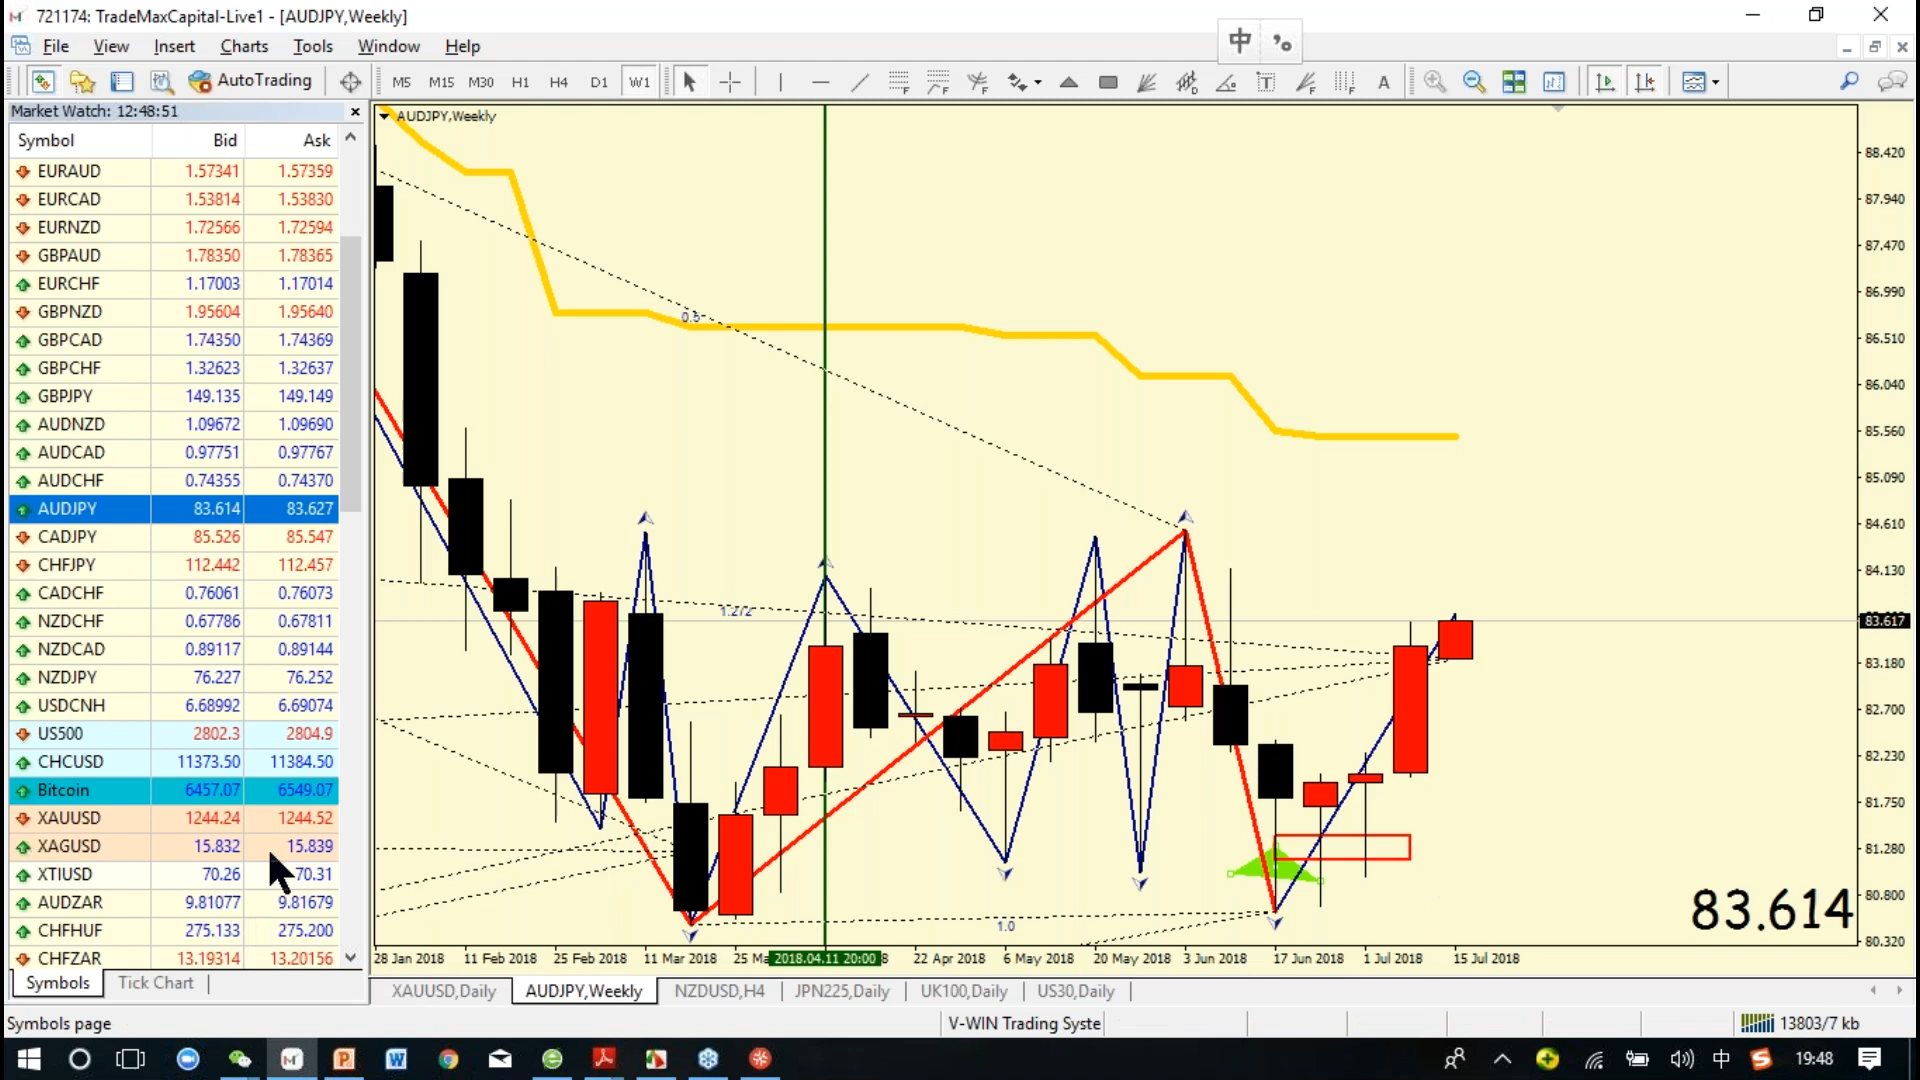 721174: TradeMaxCapital-Live1 - [AUDJPY,Weekly]
File View Insert Charts Tools Window Help
中 °,
AutoTrading M5 M15 M30 H1 H4 D1 W1 A
Market Watch: 12:48:51
Symbol Bid Ask
EURAUD 1.57341 1.57359
EURCAD 1.53814 1.53830
EURNZD 1.72566 1.72594
GBPAUD 1.78350 1.78365
EURCHF 1.17003 1.17014
GBPNZD 1.95604 1.95640
GBPCAD 1.74350 1.74369
GBPCHF 1.32623 1.32637
GBPJPY 149.135 149.149
AUDNZD 1.09672 1.09690
AUDCAD 0.97751 0.97767
AUDCHF 0.74355 0.74370
AUDJPY 83.614 83.627
CADJPY 85.526 85.547
CHFJPY 112.442 112.457
CADCHF 0.76061 0.76073
NZDCHF 0.67786 0.67811
NZDCAD 0.89117 0.89144
NZDJPY 76.227 76.252
USDCNH 6.68992 6.69074
US500 2802.3 2804.9
CHCUSD 11373.50 11384.50
Bitcoin 6457.07 6549.07
XAUUSD 1244.24 1244.52
XAGUSD 15.832 15.839
XTIUSD 70.26 70.31
AUDZAR 9.81077 9.81679
CHFHUF 275.133 275.200
CHFZAR 13.19314 13.20156
Symbols Tick Chart
AUDJPY,Weekly
0.5
1.272
1.0
88.420
87.940
87.470
86.990
86.510
86.040
85.560
85.090
84.610
84.130
83.617
83.180
82.700
82.230
81.750
81.280
80.800
80.320
83.614
28 Jan 2018 11 Feb 2018 25 Feb 2018 11 Mar 2018 25 Ma 2018.04.11 20:00 8 22 Apr 2018 6 May 2018 20 May 2018 3 Jun 2018 17 Jun 2018 1 Jul 2018 15 Jul 2018
XAUUSD,Daily AUDJPY,Weekly NZDUSD,H4 JPN225,Daily UK100,Daily US30,Daily
Symbols page V-WIN Trading Syste 13803/7 kb
中 19:48